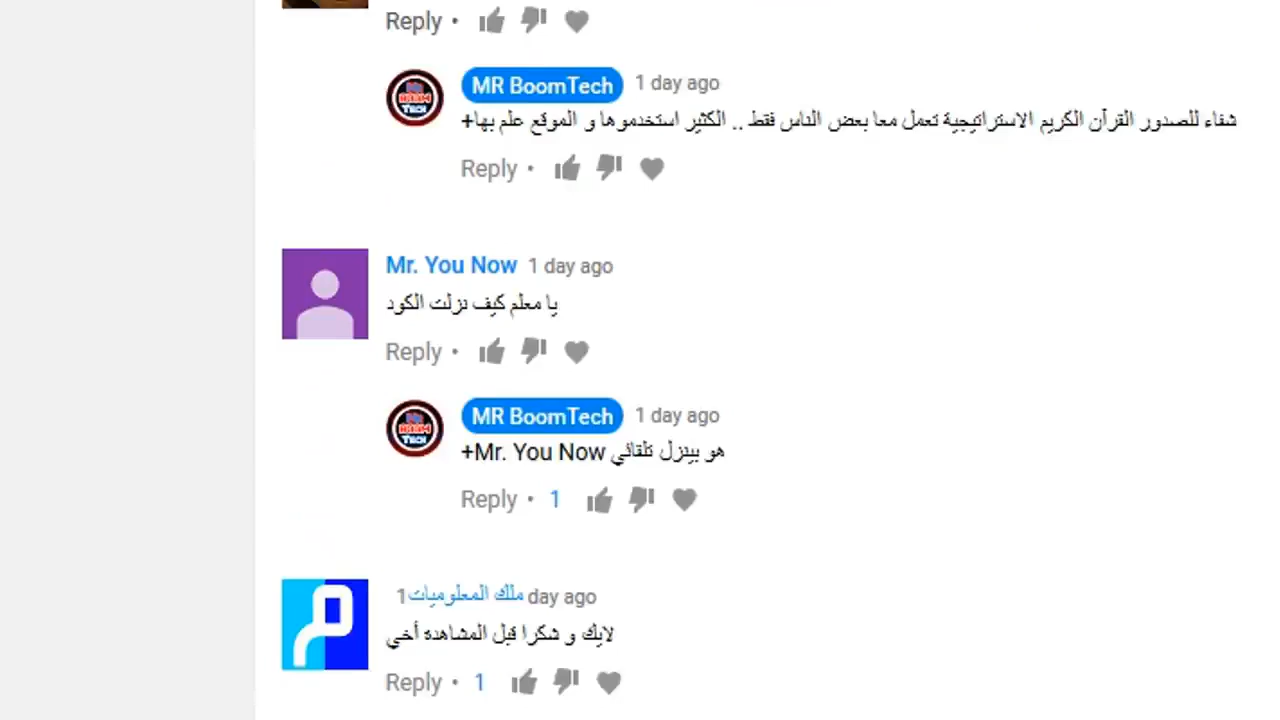 Reply •
MR BoomTech 1 day ago
+شفاء للصدور القرآن الكريم الاستراتيجية تعمل معا بعض الناس فقط .. الكثير استخدموها و الموقع علم بها
Reply •
Mr. You Now 1 day ago
يا معلم كيف نزلت الكود
Reply •
MR BoomTech 1 day ago
+Mr. You Now هو بينزل تلقائي
Reply • 1
ملك المعلوميات 1 day ago
لايك و شكرا قبل المشاهده أخي
Reply • 1